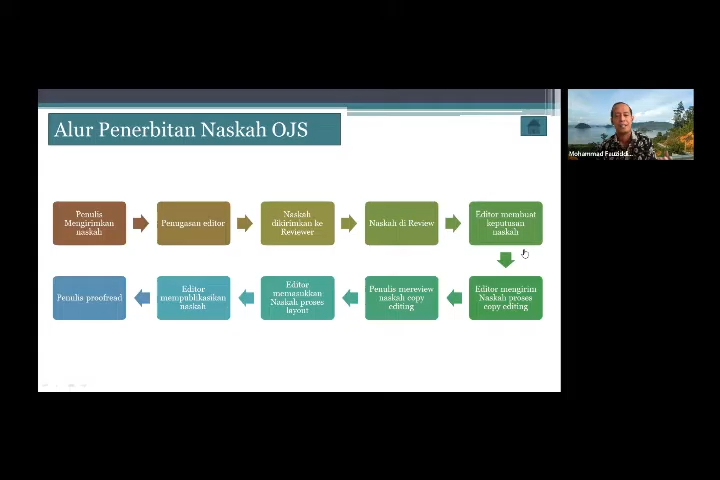 Alur Penerbitan Naskah OJS
Mohammad Fauziddi...
Penulis
Mengirimkan
naskah
Penugasan editor
Naskah
dikirimkan ke
Reviewer
Naskah di Review
Editor membuat
keputusan
naskah
Editor mengirim
Naskah proses
copy editing
Penulis mereview
naskah copy
editing
Editor
memasukkan
Naskah proses
layout
Editor
mempublikasikan
naskah
Penulis proofread